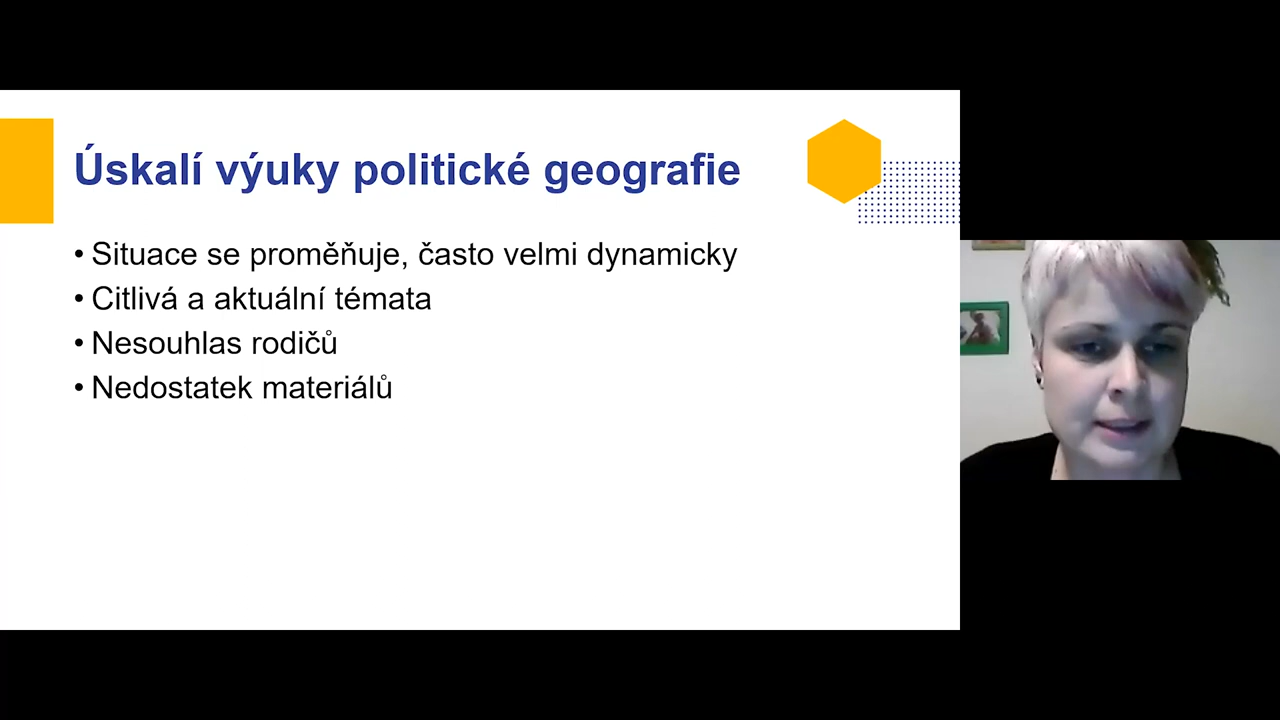 Úskalí výuky politické geografie
• Situace se proměňuje, často velmi dynamicky
• Citlivá a aktuální témata
• Nesouhlas rodičů
• Nedostatek materiálů